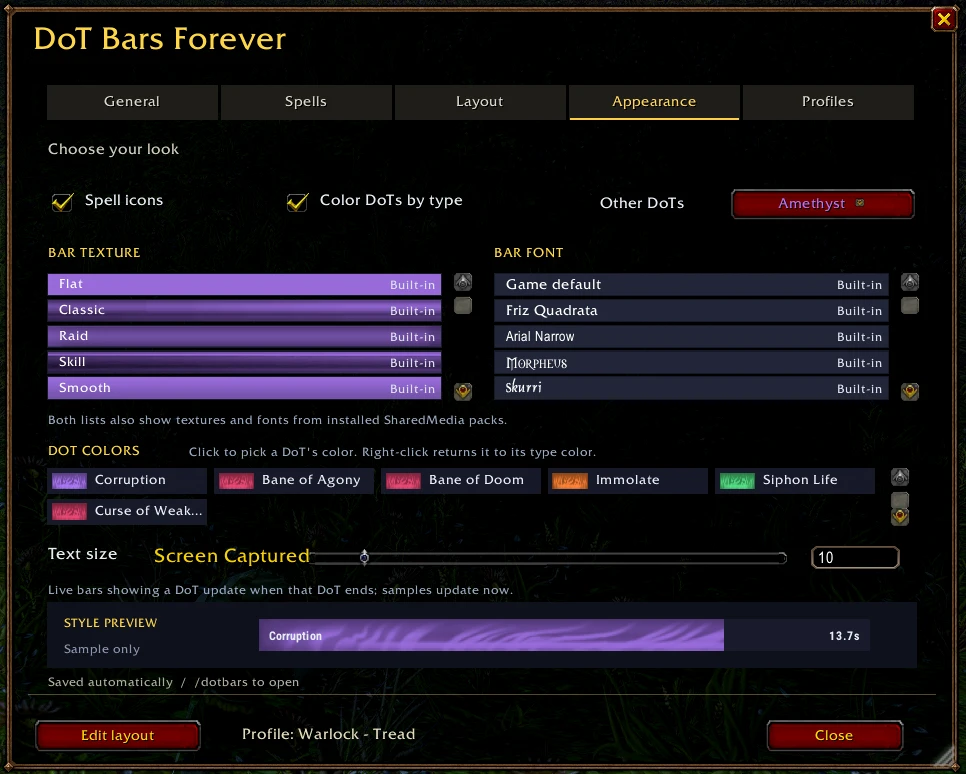 DoT Bars Forever
General Spells Layout Appearance Profiles
Choose your look
Spell icons Color DoTs by type Other DoTs Amethyst
BAR TEXTURE BAR FONT
Flat Built-in Game default Built-in
Classic Built-in Friz Quadrata Built-in
Raid Built-in Arial Narrow Built-in
Skill Built-in Morpheus Built-in
Smooth Built-in Skurri Built-in
Both lists also show textures and fonts from installed SharedMedia packs.
DOT COLORS Click to pick a DoT's color. Right-click returns it to its type color.
Corruption Bane of Agony Bane of Doom Immolate Siphon Life
Curse of Weak...
Text size Screen Captured 10
Live bars showing a DoT update when that DoT ends; samples update now.
STYLE PREVIEW
Corruption 13.7s
Sample only
Saved automatically / /dotbars to open
Edit layout Profile: Warlock - Tread Close